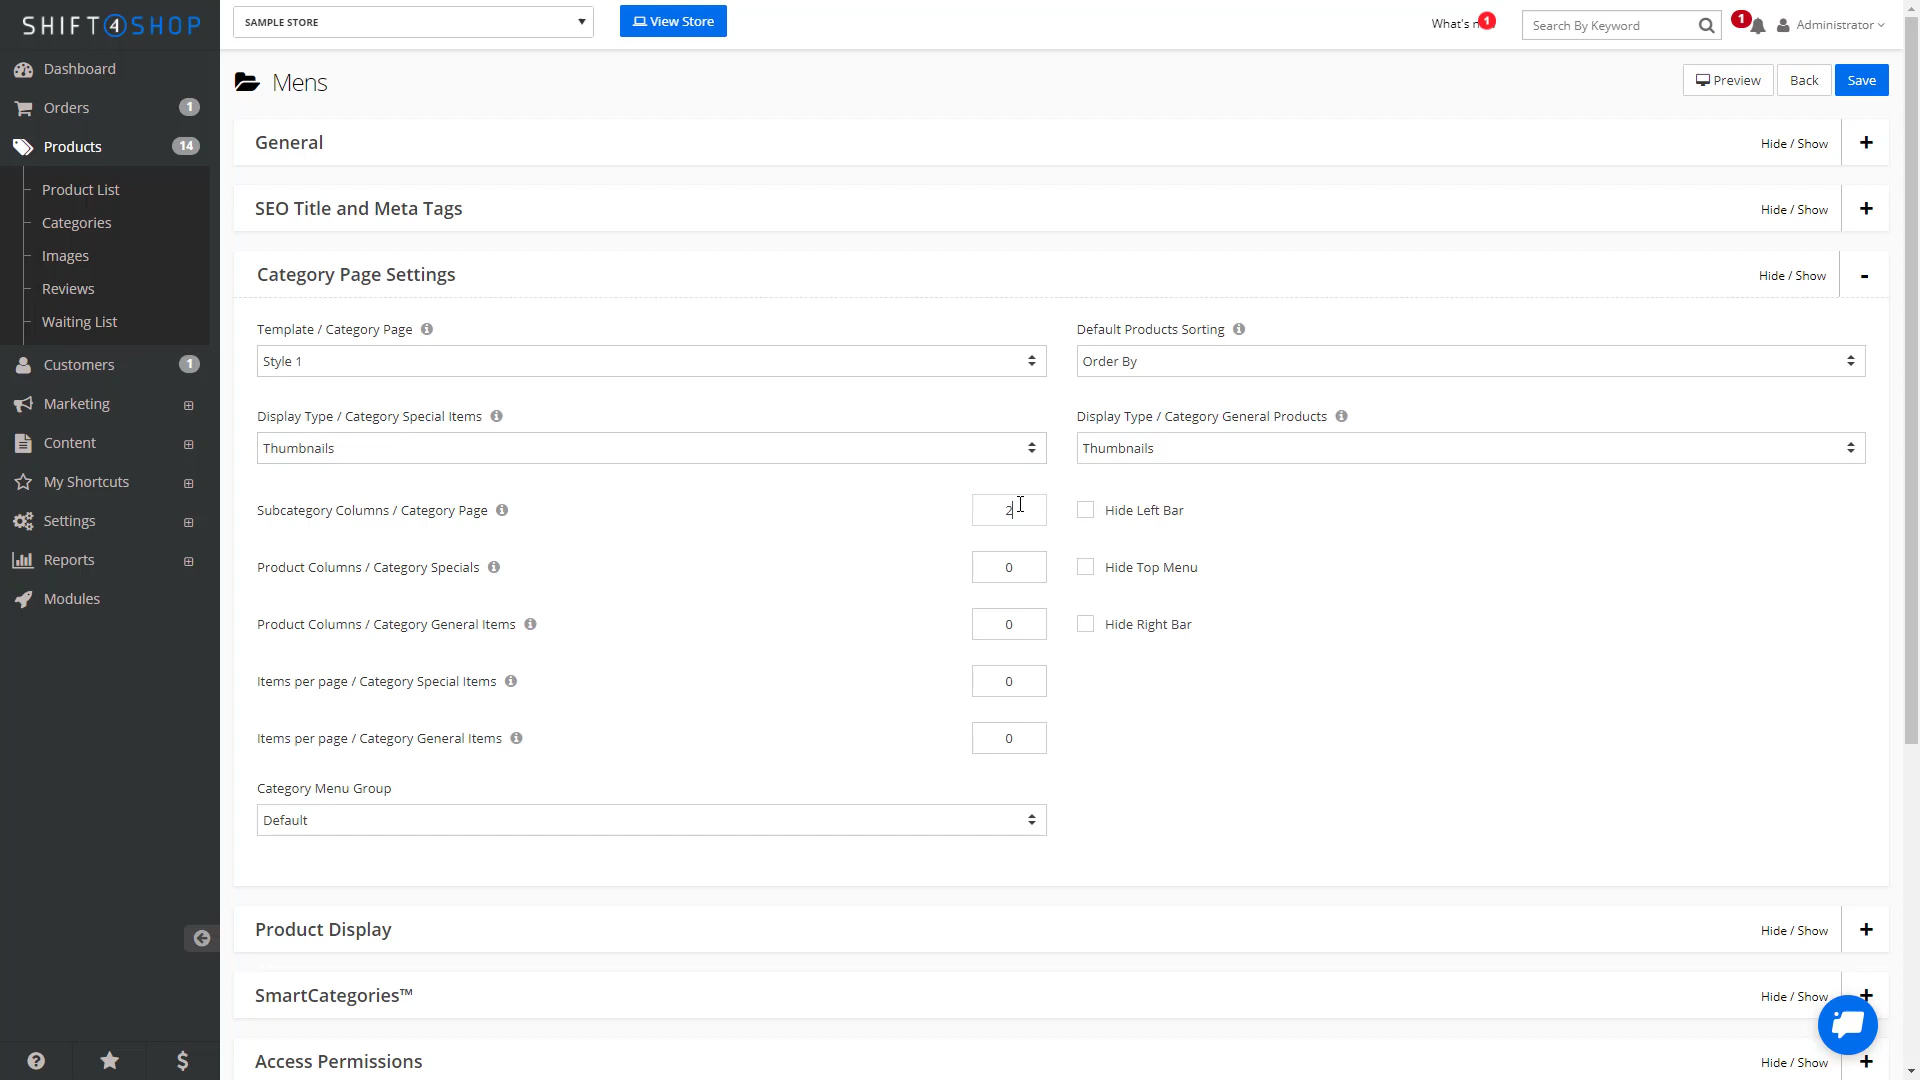 SHIFT4SHOP
SAMPLE STORE
View Store
What's n
1
Search By Keyword
1
Administrator
Dashboard
Orders 1
Products 14
Product List
Categories
Images
Reviews
Waiting List
Customers 1
Marketing
Content
My Shortcuts
Settings
Reports
Modules
Mens
Preview
Back
Save
General
Hide / Show
SEO Title and Meta Tags
Hide / Show
Category Page Settings
Hide / Show
Template / Category Page
Style 1
Default Products Sorting
Order By
Display Type / Category Special Items
Thumbnails
Display Type / Category General Products
Thumbnails
Subcategory Columns / Category Page
2
Hide Left Bar
Product Columns / Category Specials
0
Hide Top Menu
Product Columns / Category General Items
0
Hide Right Bar
Items per page / Category Special Items
0
Items per page / Category General Items
0
Category Menu Group
Default
Product Display
Hide / Show
SmartCategories™
Hide / Show
Access Permissions
Hide / Show